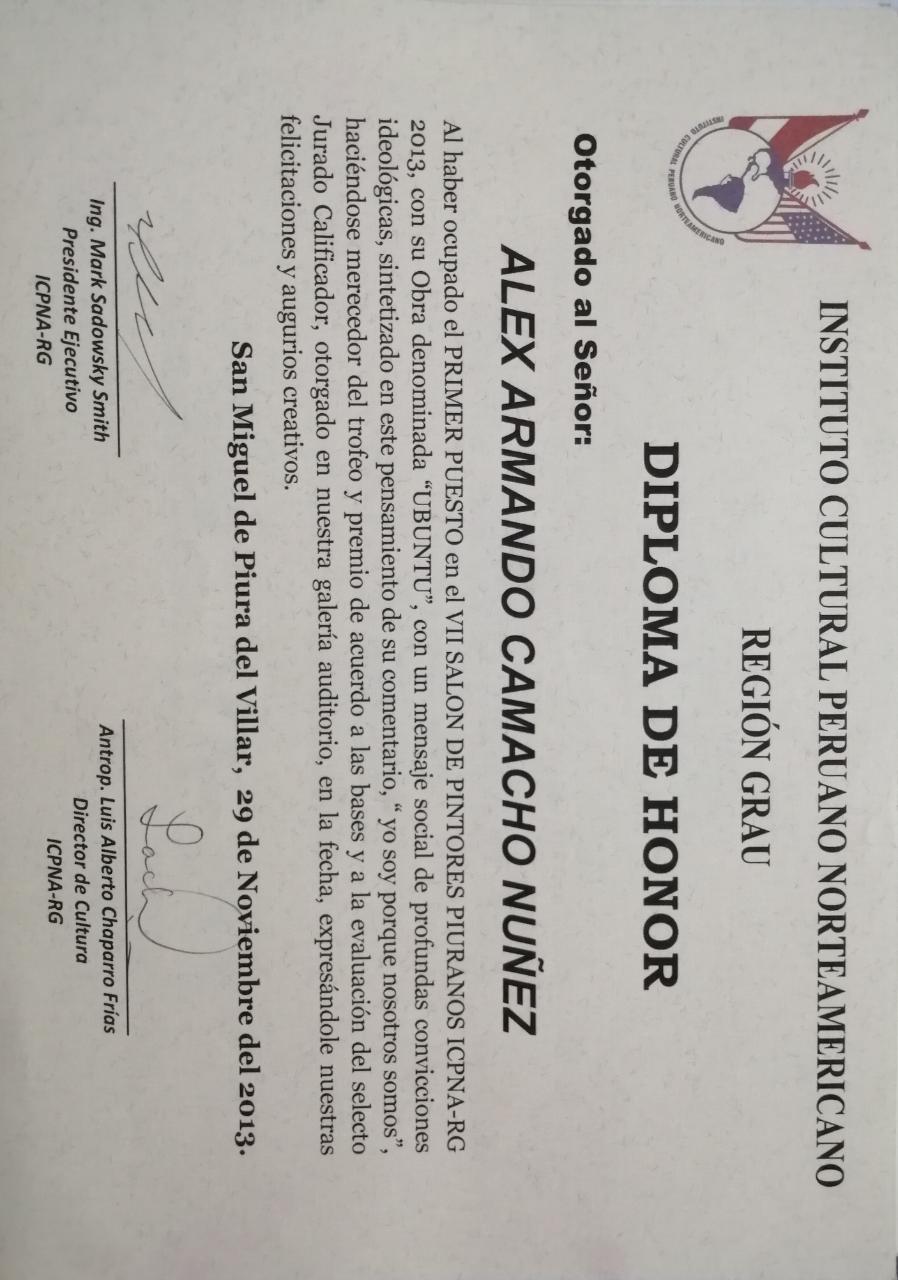 INSTITUTO CULTURAL PERUANO NORTEAMERICANO
REGIÓN GRAU
INSTITUTO CULTURAL PERUANO NORTEAMERICANO
DIPLOMA DE HONOR
Otorgado al Señor:
ALEX ARMANDO CAMACHO NUÑEZ
Al haber ocupado el PRIMER PUESTO en el VII SALON DE PINTORES PIURANOS ICPNA-RG
2013, con su Obra denominada “UBUNTU”, con un mensaje social de profundas convicciones
ideológicas, sintetizado en este pensamiento de su comentario, “ yo soy porque nosotros somos”,
haciéndose merecedor del trofeo y premio de acuerdo a las bases y a la evaluación del selecto
Jurado Calificador, otorgado en nuestra galería auditorio, en la fecha, expresándole nuestras
felicitaciones y augurios creativos.
San Miguel de Piura del Villar, 29 de Noviembre del 2013.
Ing. Mark Sadowsky Smith
Presidente Ejecutivo
ICPNA-RG
Antrop. Luis Alberto Chaparro Frías
Director de Cultura
ICPNA-RG